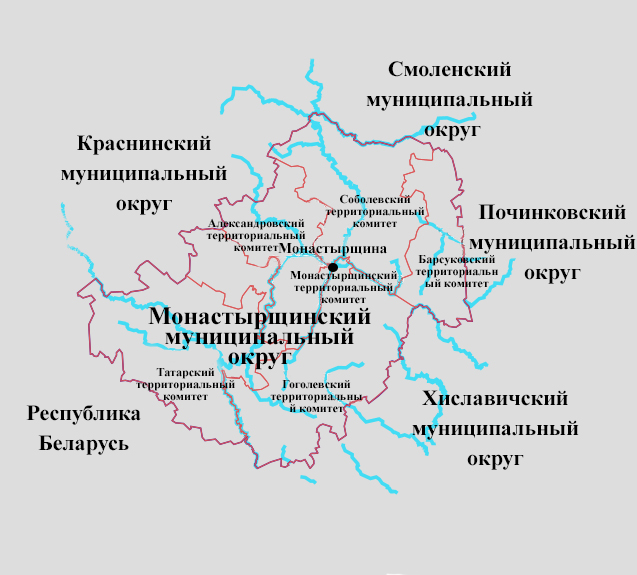 Смоленский
муниципальный
округ
Краснинский
муниципальный
округ
Соболевский
территориальный
комитет
Александровский
территориальный
комитет
Монастырщина
Починковский
муниципальный
округ
Барсуковский
территориальн
ый комитет
Монастырщинский
территориальный
комитет
Монастырщинский
муниципальный
округ
Татарский
территориальный
комитет
Гоголевский
территориальны
й комитет
Хиславичский
муниципальный
округ
Республика
Беларусь